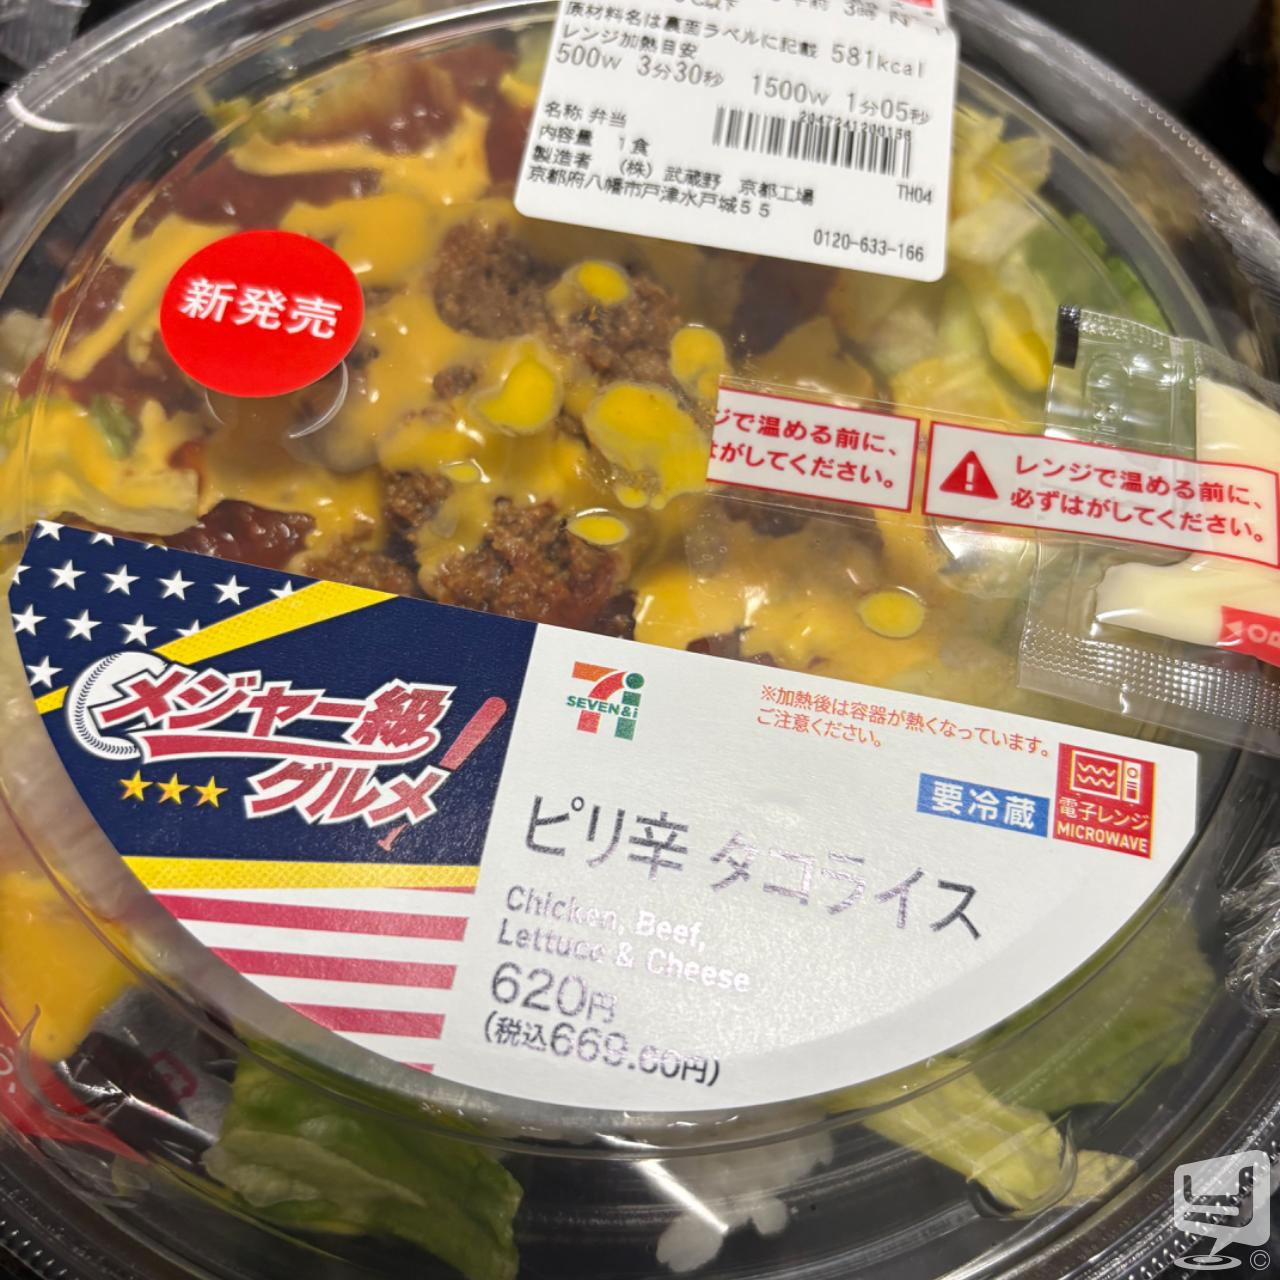 原材料名は裏面ラベルに記載 581kcal
レンジ加熱目安
500W 3分30秒 1500W 1分05秒
名称 弁当
内容量 1食
製造者 (株)武蔵野 京都工場
京都府八幡市戸津水戸城55
TH04
0120-633-166
新発売
ジで温める前に、
はがしてください。
レンジで温める前に、
必ずはがしてください。
メジャー級
グルメ
SEVEN&i
※加熱後は容器が熱くなっています。
ご注意ください。
要冷蔵
電子レンジ
MICROWAVE
ピリ辛 タコライス
Chicken, Beef,
Lettuce & Cheese
620円
(税込669.60円)